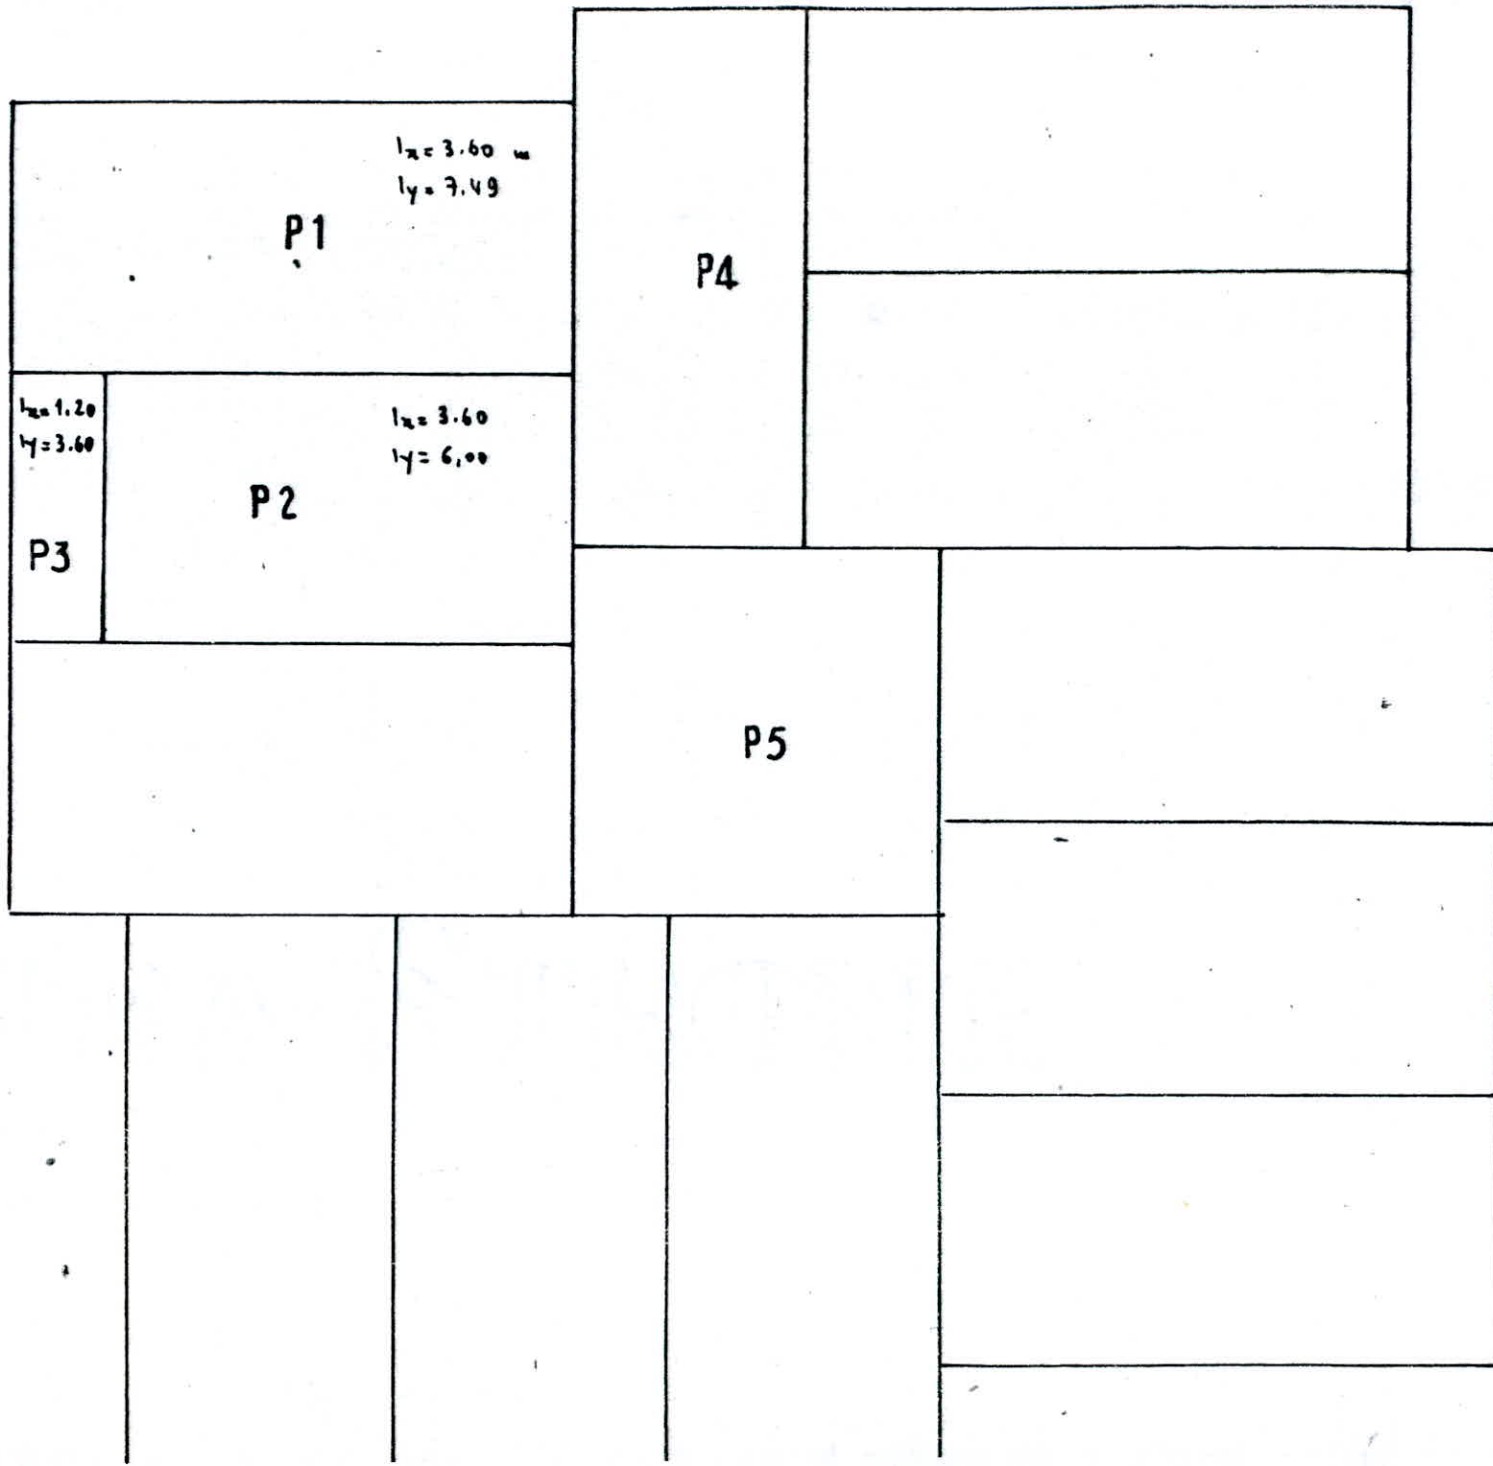 lx= 3.60 m
ly= 7.49
P1
P4
lx= 1.20
ly= 3.60
lx= 3.60
ly= 6,00
P2
P3
P5